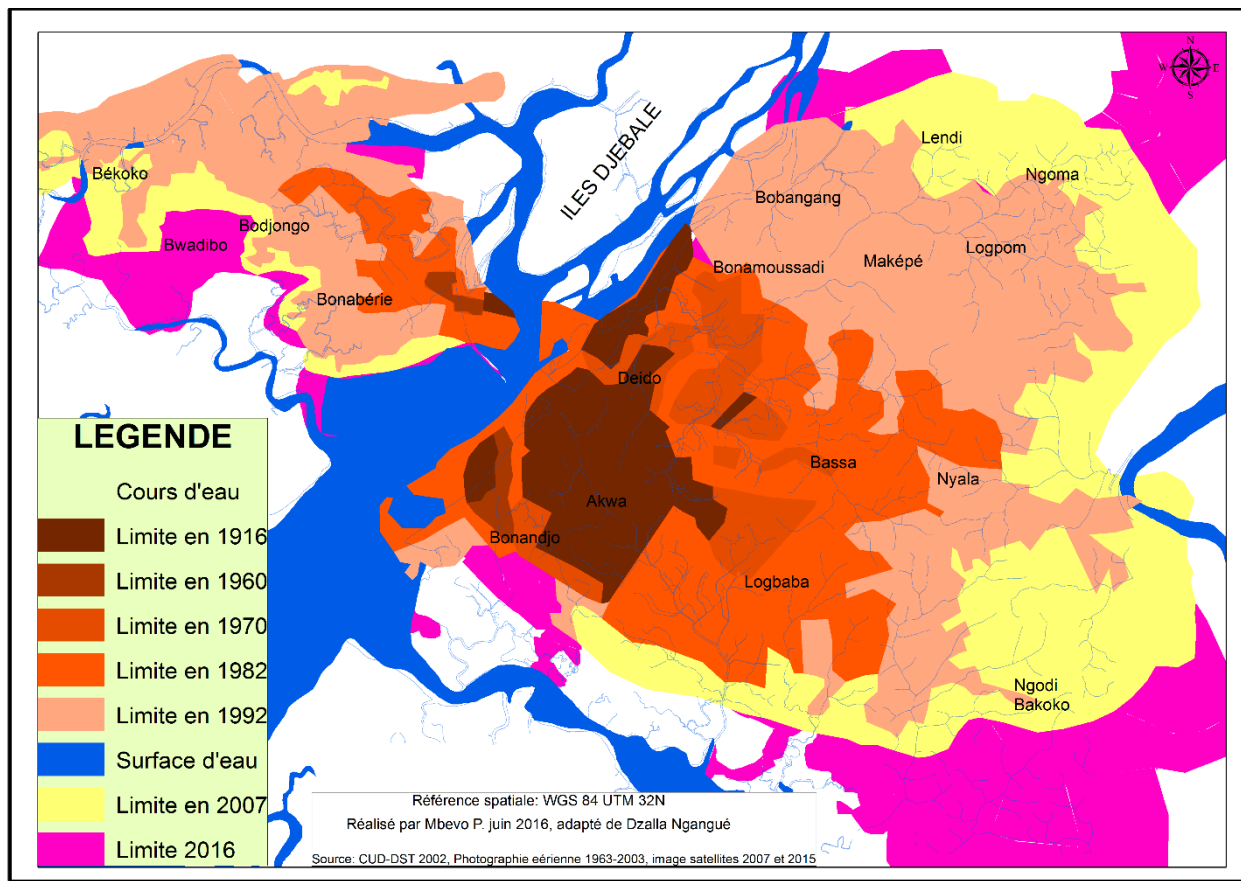 N
W E
S
ILES DJEBALE
Lendi
Ngoma
Békoko
Bobangang
Bodjongo
Bwadibo
Logpom
Maképé
Bonamoussadi
Bonabérie
Deido
Bassa
Nyala
Akwa
Bonandjo
Logbaba
Ngodi
Bakoko
LEGENDE
Cours d'eau
Limite en 1916
Limite en 1960
Limite en 1970
Limite en 1982
Limite en 1992
Surface d'eau
Limite en 2007
Limite 2016
Référence spatiale: WGS 84 UTM 32N
Réalisé par Mbevo P. juin 2016, adapté de Dzalla Ngangué
Source: CUD-DST 2002, Photographie eérienne 1963-2003, image satellites 2007 et 2015